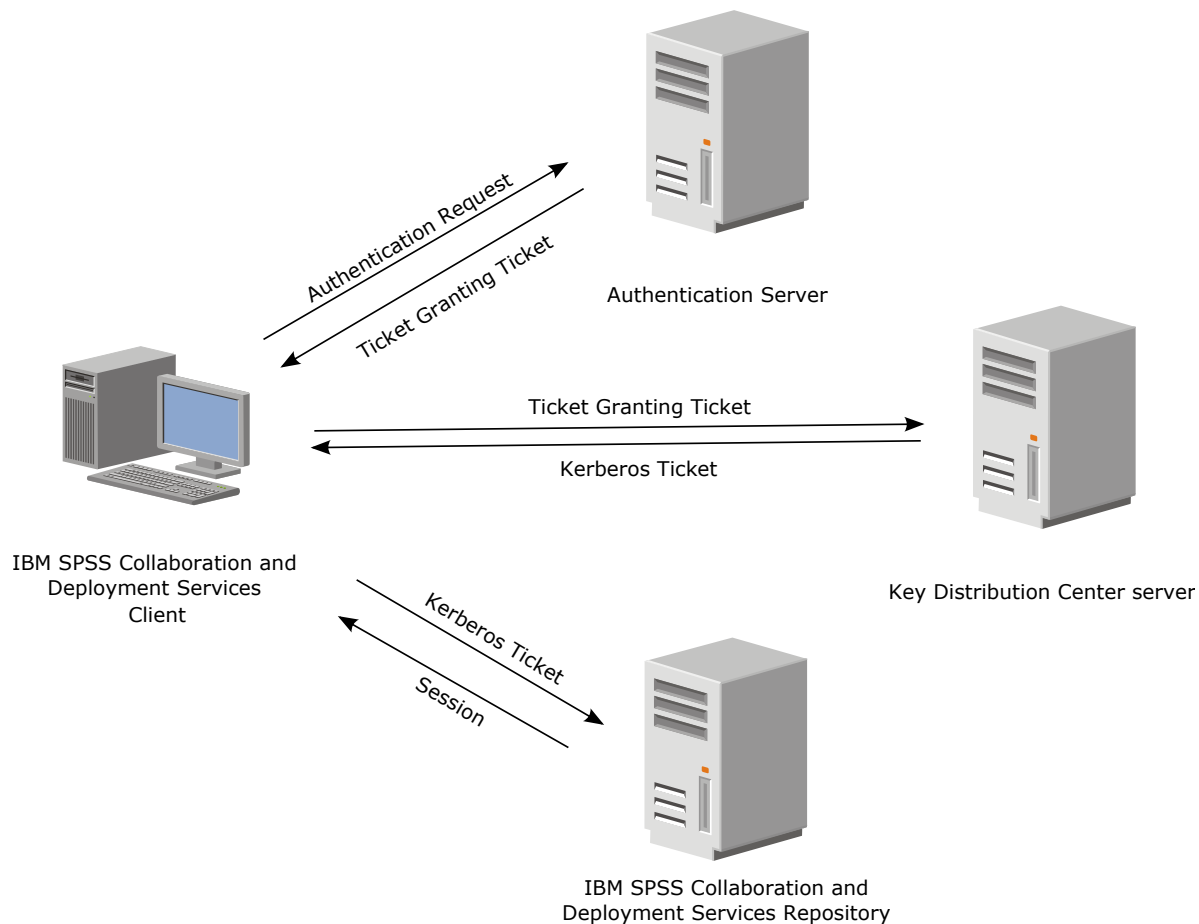 Authentication Request
Ticket Granting Ticket
Authentication Server
Ticket Granting Ticket
Kerberos Ticket
IBM SPSS Collaboration and
Deployment Services
Client
Key Distribution Center server
Kerberos Ticket
Session
IBM SPSS Collaboration and
Deployment Services Repository